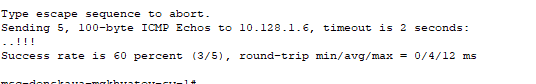 Type escape sequence to abort.
Sending 5, 100-byte ICMP Echos to 10.128.1.6, timeout is 2 seconds:
..!!!
Success rate is 60 percent (3/5), round-trip min/avg/max = 0/4/12 ms